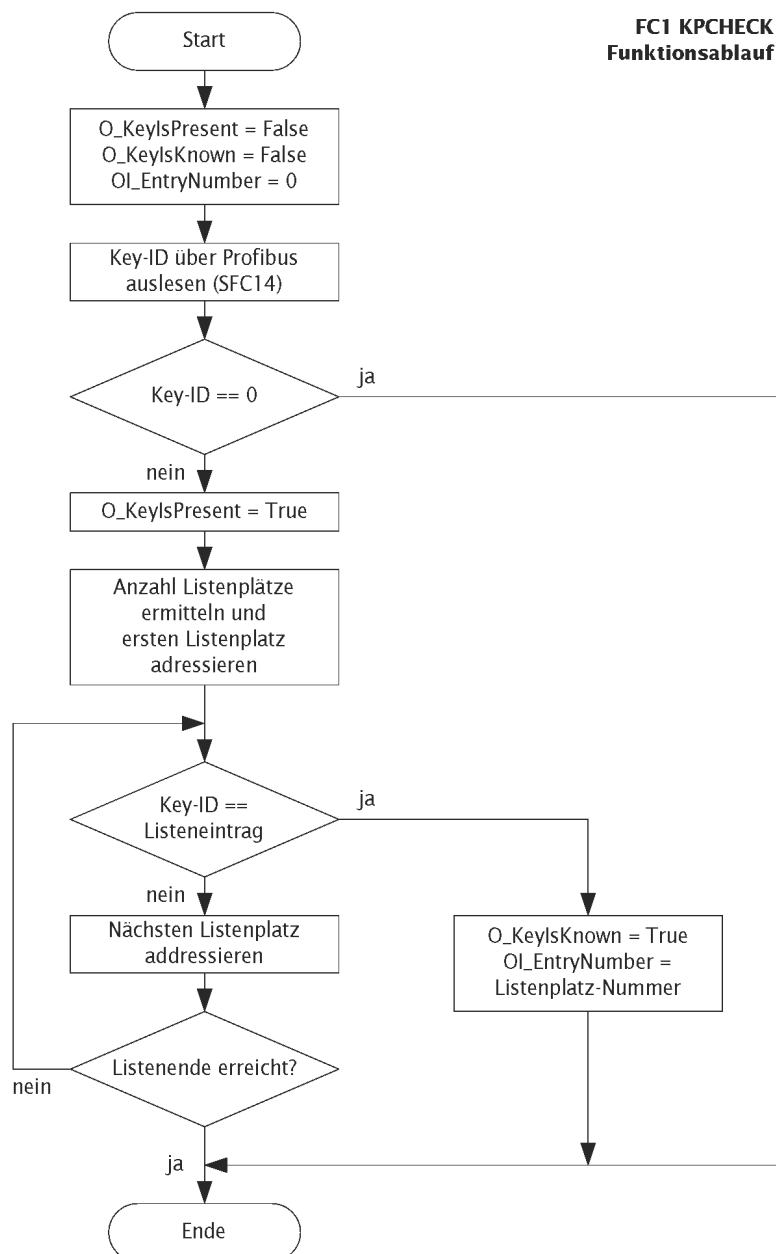 FC1 KPCHECK
Funktionsablauf
Start
O_KeyIsPresent = False
O_KeyIsKnown = False
OI_EntryNumber = 0
Key-ID über Profibus
auslesen (SFC14)
Key-ID == 0
ja
nein
O_KeyIsPresent = True
Anzahl Listenplätze
ermitteln und
ersten Listenplatz
adressieren
Key-ID ==
Listeneintrag
ja
nein
Nächsten Listenplatz
addressieren
O_KeyIsKnown = True
OI_EntryNumber =
Listenplatz-Nummer
Listenende erreicht?
nein
ja
Ende